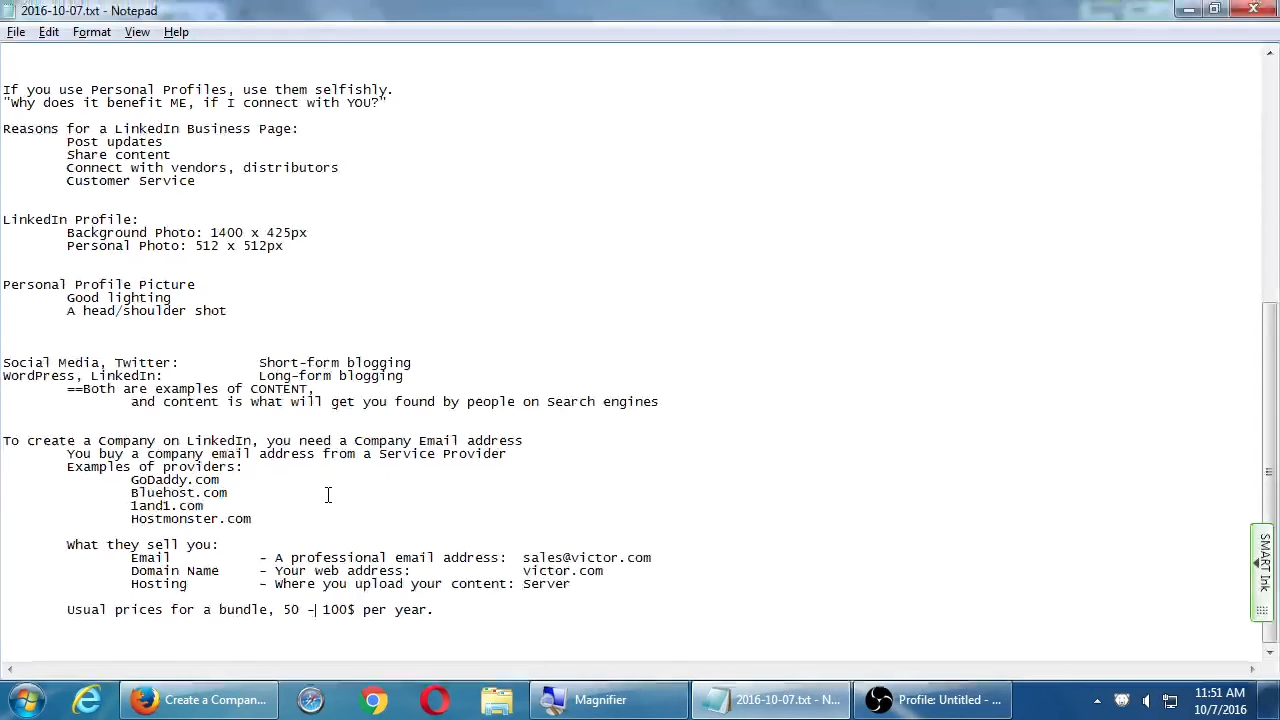 2016-10-07.txt - Notepad
File Edit Format View Help
If you use Personal Profiles, use them selfishly.
"Why does it benefit ME, if I connect with YOU?"
Reasons for a LinkedIn Business Page:
Post updates
Share content
Connect with vendors, distributors
Customer Service
LinkedIn Profile:
Background Photo: 1400 x 425px
Personal Photo: 512 x 512px
Personal Profile Picture
Good lighting
A head/shoulder shot
Social Media, Twitter: Short-form blogging
WordPress, LinkedIn: Long-form blogging
==Both are examples of CONTENT,
and content is what will get you found by people on Search engines
To create a Company on LinkedIn, you need a Company Email address
You buy a company email address from a Service Provider
Examples of providers:
GoDaddy.com
Bluehost.com
1and1.com
Hostmonster.com
What they sell you:
Email - A professional email address: sales@victor.com
Domain Name - Your web address: victor.com
Hosting - Where you upload your content: Server
Usual prices for a bundle, 50 - 100$ per year.
SMART Ink
Create a Compan...
Magnifier
2016-10-07.txt - N...
Profile: Untitled - ...
11:51 AM
10/7/2016